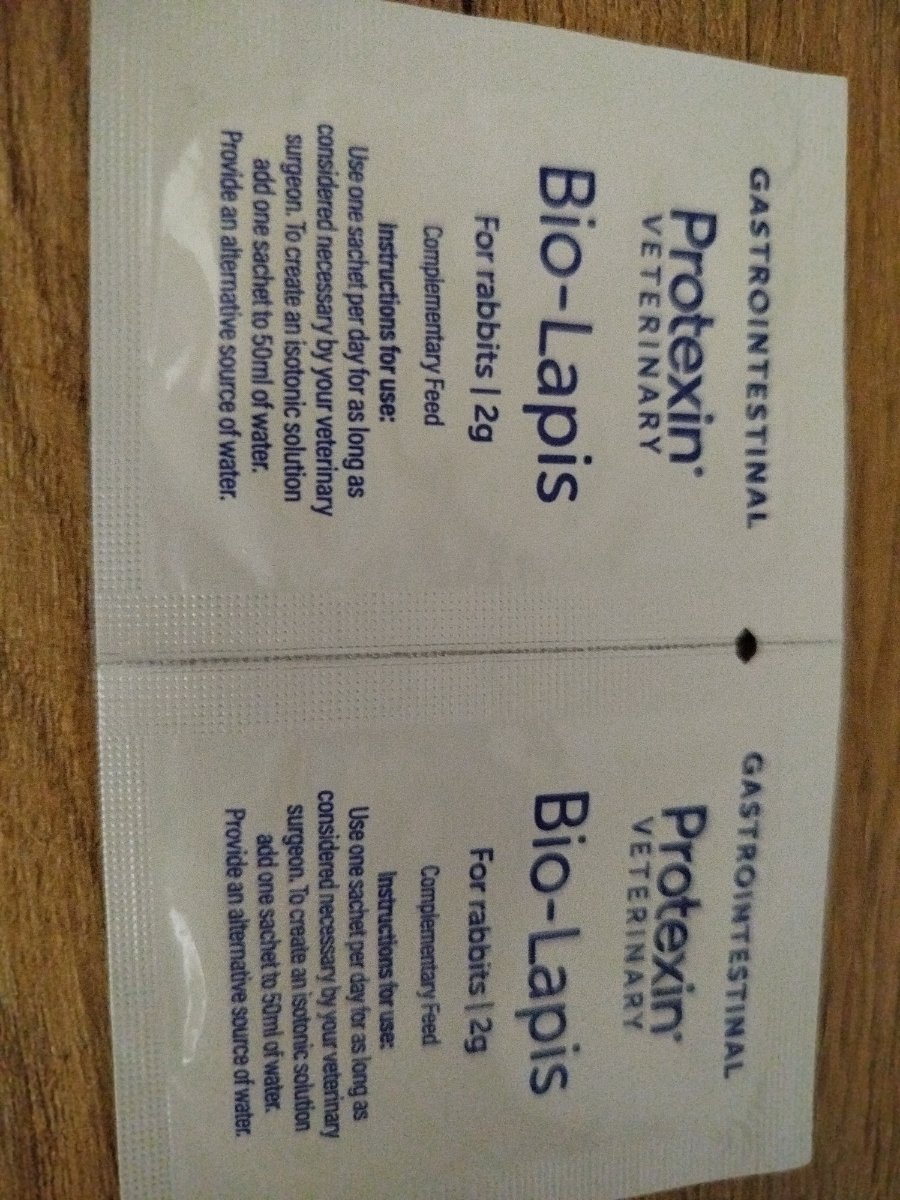 GASTROINTESTINAL
Protexin®
VETERINARY
Bio-Lapis
For rabbits | 2g
Complementary Feed
Instructions for use:
Use one sachet per day for as long as
considered necessary by your veterinary
surgeon. To create an isotonic solution
add one sachet to 50ml of water.
Provide an alternative source of water.
GASTROINTESTINAL
Protexin®
VETERINARY
Bio-Lapis
For rabbits | 2g
Complementary Feed
Instructions for use:
Use one sachet per day for as long as
considered necessary by your veterinary
surgeon. To create an isotonic solution
add one sachet to 50ml of water.
Provide an alternative source of water.